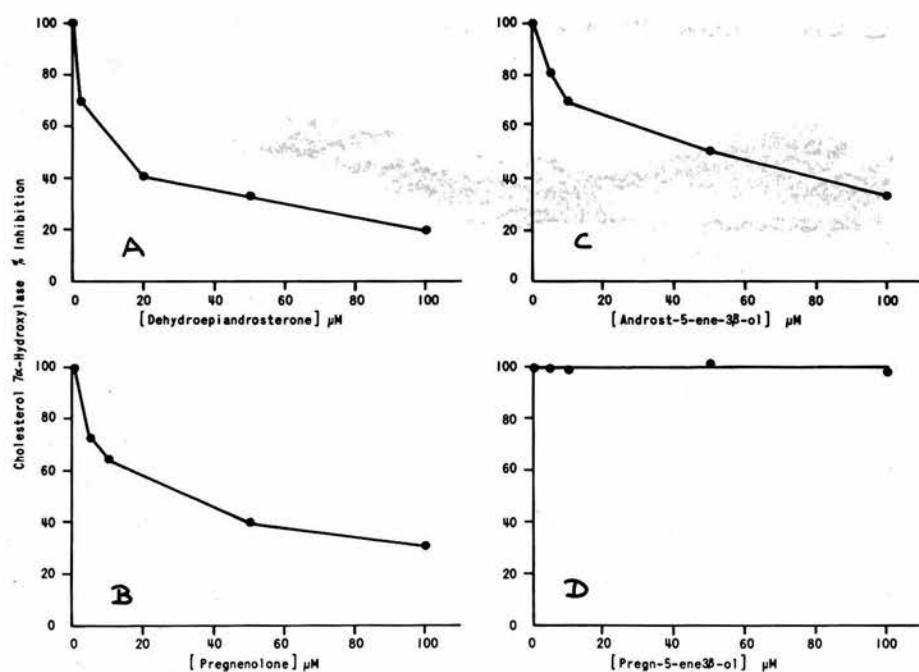 Cholesterol 7α-Hydroxylase % Inhibition
100
80
60
40
20
0
A
0 20 40 60 80 100
[Dehydroepiandrosterone] μM
100
80
60
40
20
0
C
0 20 40 60 80 100
[Androst-5-ene-3β-ol] μM
100
80
60
40
20
0
B
0 20 40 60 80 100
[Pregnenolone] μM
100
80
60
40
20
0
D
0 20 40 60 80 100
[Pregn-5-ene3β-ol] μM